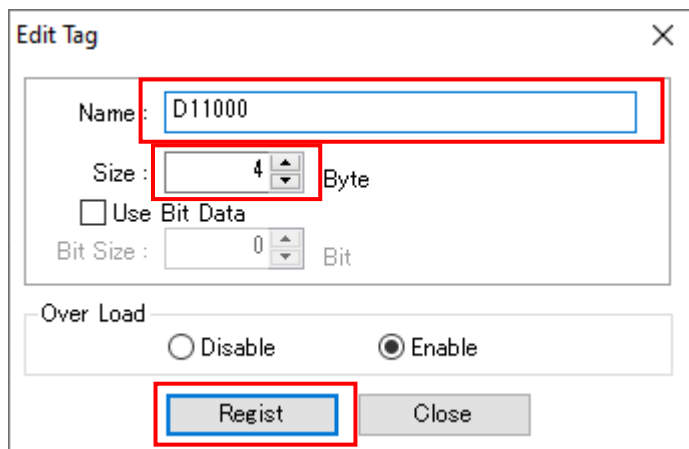 Edit Tag
Name : D11000
Size : 4 Byte
Use Bit Data
Bit Size : 0 Bit
Over Load
Disable Enable
Regist Close